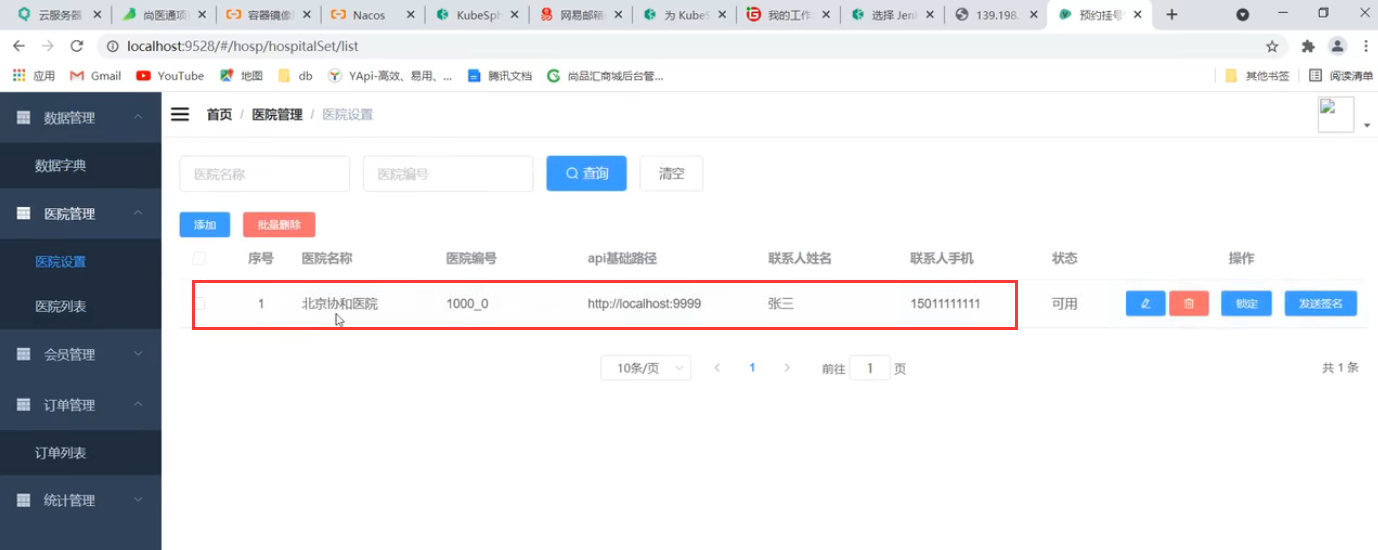 云服务器 尚医通项 容器镜像 Nacos KubeSph 网易邮箱 为 KubeS 我的工作 选择 Jenk 139.198. 预约挂号
localhost:9528/#/hosp/hospitalSet/list
应用 Gmail YouTube 地图 db YApi-高效、易用、... 腾讯文档 尚品汇商城后台管... 其他书签 阅读清单
数据管理
数据字典
医院管理
医院设置
医院列表
会员管理
订单管理
订单列表
统计管理
首页 / 医院管理 / 医院设置
医院名称 医院编号 查询 清空
添加 批量删除
序号 医院名称 医院编号 api基础路径 联系人姓名 联系人手机 状态 操作
1 北京协和医院 1000_0 http://localhost:9999 张三 15011111111 可用 锁定 发送签名
10条/页 1 前往 1 页 共 1 条